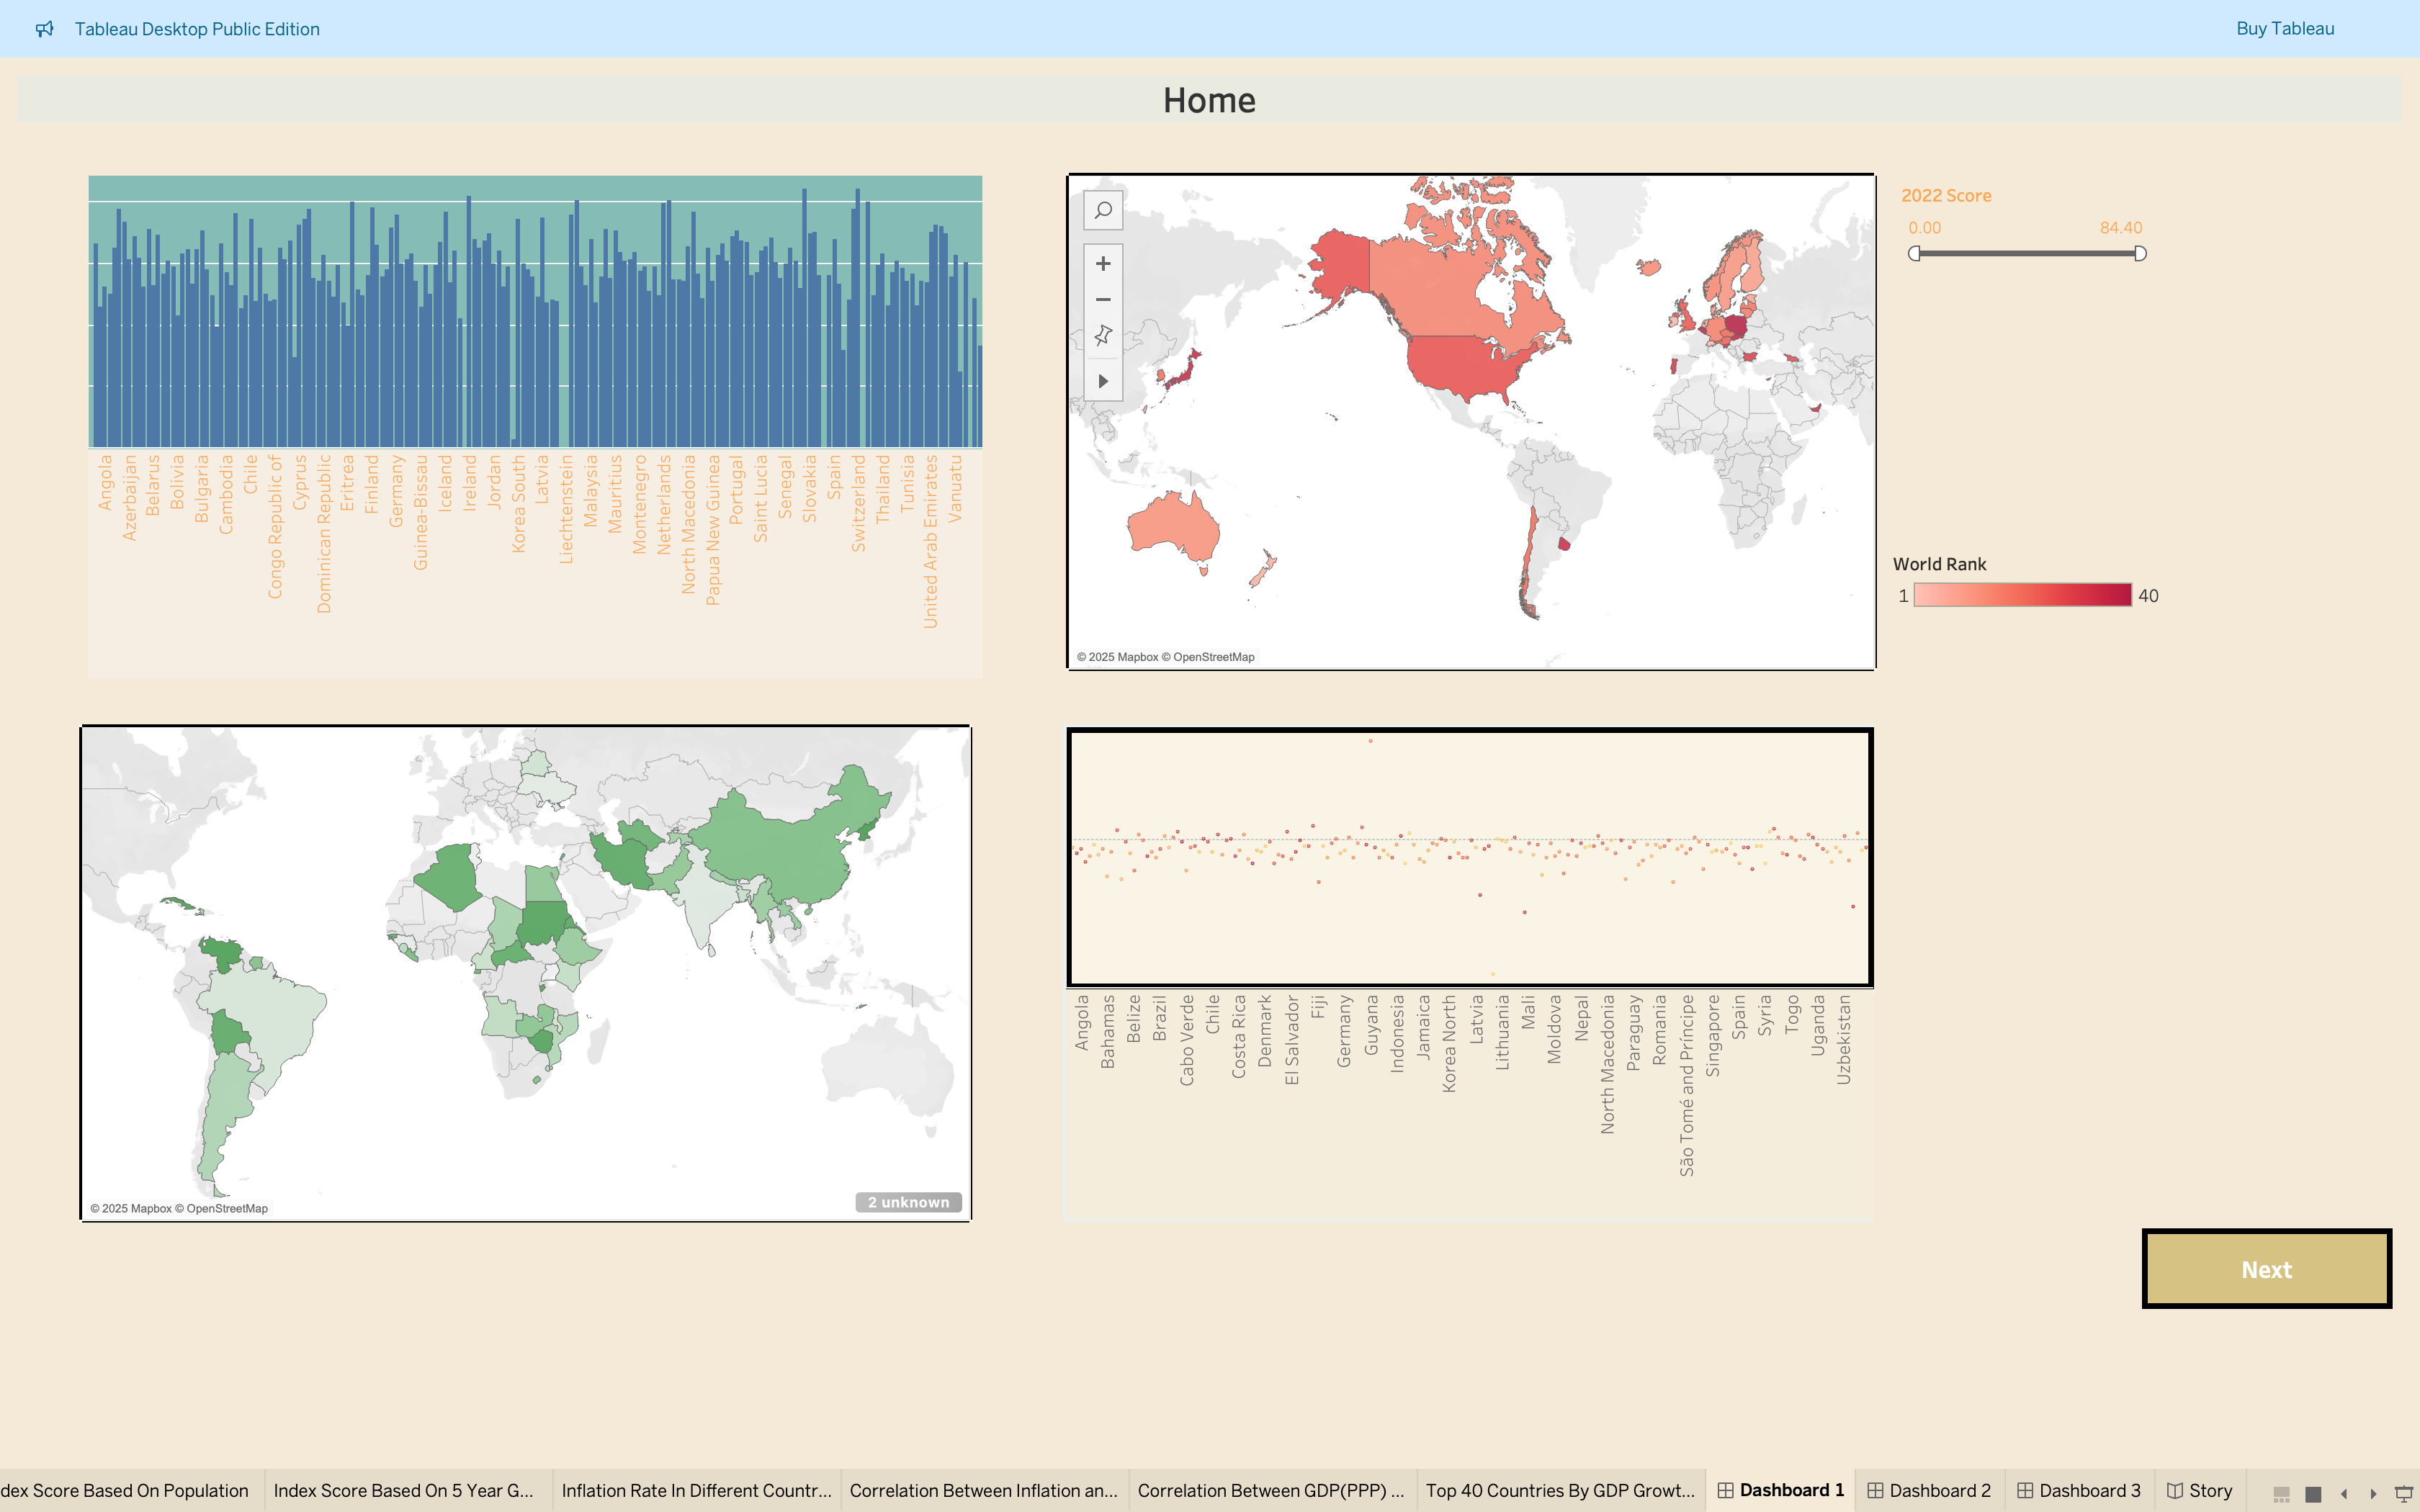 Tableau Desktop Public Edition
Buy Tableau
Home
Angola
Azerbaijan
Belarus
Bolivia
Bulgaria
Cambodia
Chile
Congo Republic of
Cyprus
Dominican Republic
Eritrea
Finland
Germany
Guinea-Bissau
Iceland
Ireland
Jordan
Korea South
Latvia
Liechtenstein
Malaysia
Mauritius
Montenegro
Netherlands
North Macedonia
Papua New Guinea
Portugal
Saint Lucia
Senegal
Slovakia
Spain
Switzerland
Thailand
Tunisia
United Arab Emirates
Vanuatu
© 2025 Mapbox © OpenStreetMap
2022 Score
0.00 84.40
World Rank
1 40
© 2025 Mapbox © OpenStreetMap
2 unknown
Angola
Bahamas
Belize
Brazil
Cabo Verde
Chile
Costa Rica
Denmark
El Salvador
Fiji
Germany
Guyana
Indonesia
Jamaica
Korea North
Latvia
Lithuania
Mali
Moldova
Nepal
North Macedonia
Paraguay
Romania
São Tomé and Príncipe
Singapore
Spain
Syria
Togo
Uganda
Uzbekistan
Next
dex Score Based On Population
Index Score Based On 5 Year G...
Inflation Rate In Different Countr...
Correlation Between Inflation an...
Correlation Between GDP(PPP) ...
Top 40 Countries By GDP Growt...
Dashboard 1
Dashboard 2
Dashboard 3
Story